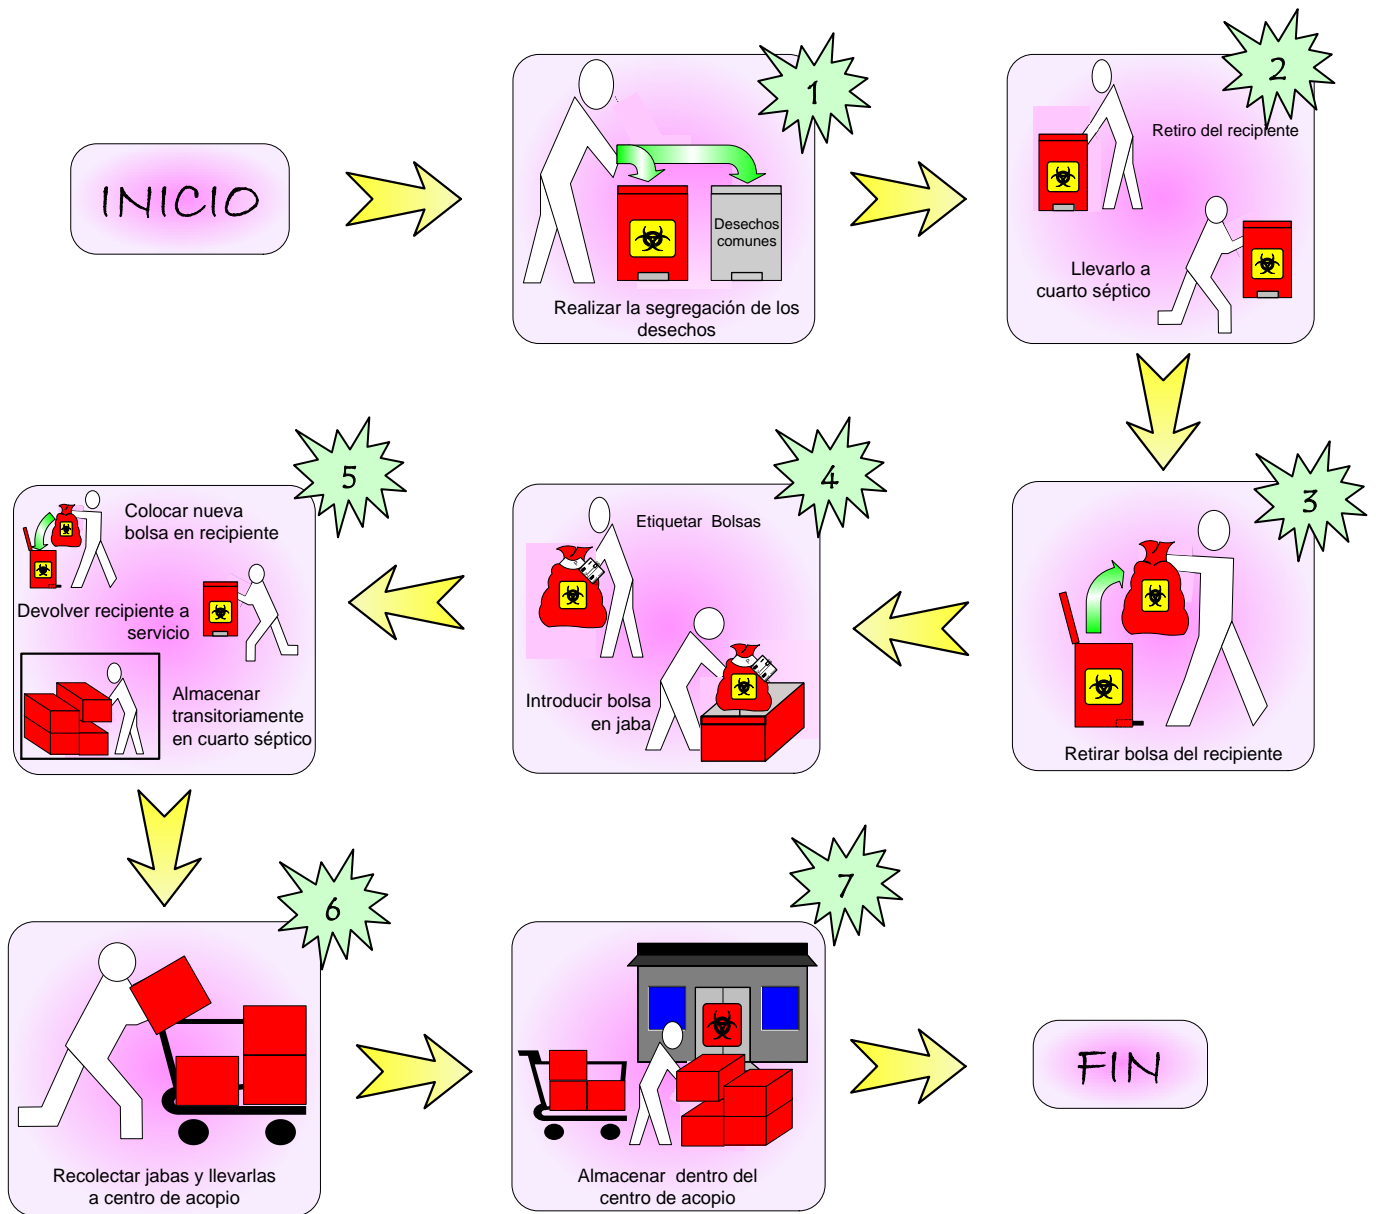 INICIO
1
Desechos
comunes
Realizar la segregación de los
desechos
2
Retiro del recipiente
Llevarlo a
cuarto séptico
3
Retirar bolsa del recipiente
4
Etiquetar Bolsas
Introducir bolsa
en jaba
5
Colocar nueva
bolsa en recipiente
Devolver recipiente a
servicio
Almacenar
transitoriamente
en cuarto séptico
6
Recolectar jabas y llevarlas
a centro de acopio
7
Almacenar dentro del
centro de acopio
FIN